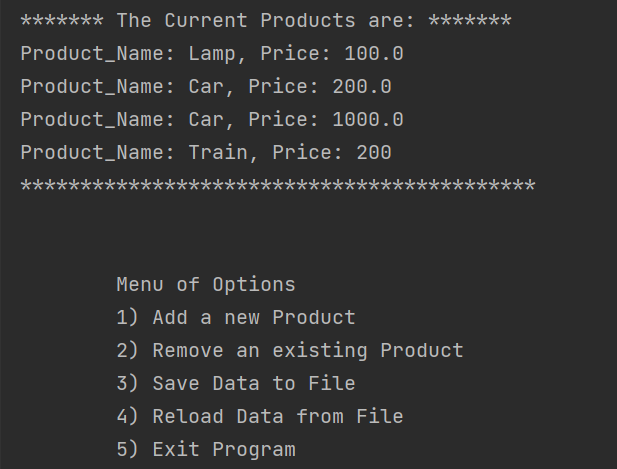 ******* The Current Products are: *******
Product_Name: Lamp, Price: 100.0
Product_Name: Car, Price: 200.0
Product_Name: Car, Price: 1000.0
Product_Name: Train, Price: 200
*******************************************
Menu of Options
1) Add a new Product
2) Remove an existing Product
3) Save Data to File
4) Reload Data from File
5) Exit Program